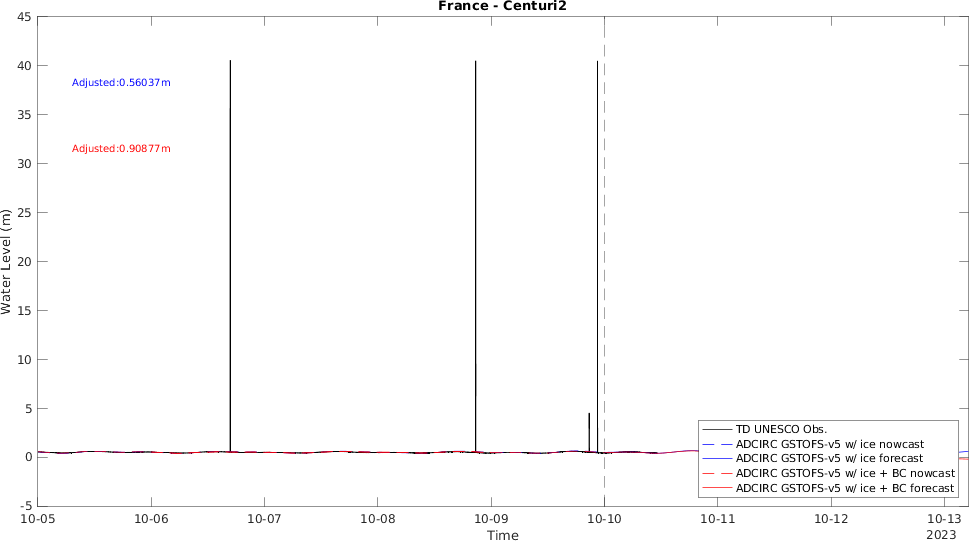 France - Centuri2
45
40
35
30
25
20
15
10
5
0
-5
Water Level (m)
Adjusted:0.56037m
Adjusted:0.90877m
TD UNESCO Obs.
ADCIRC GSTOFS-v5 w/ ice nowcast
ADCIRC GSTOFS-v5 w/ ice forecast
ADCIRC GSTOFS-v5 w/ ice + BC nowcast
ADCIRC GSTOFS-v5 w/ ice + BC forecast
10-05 10-06 10-07 10-08 10-09 10-10 10-11 10-12 10-13
Time
2023